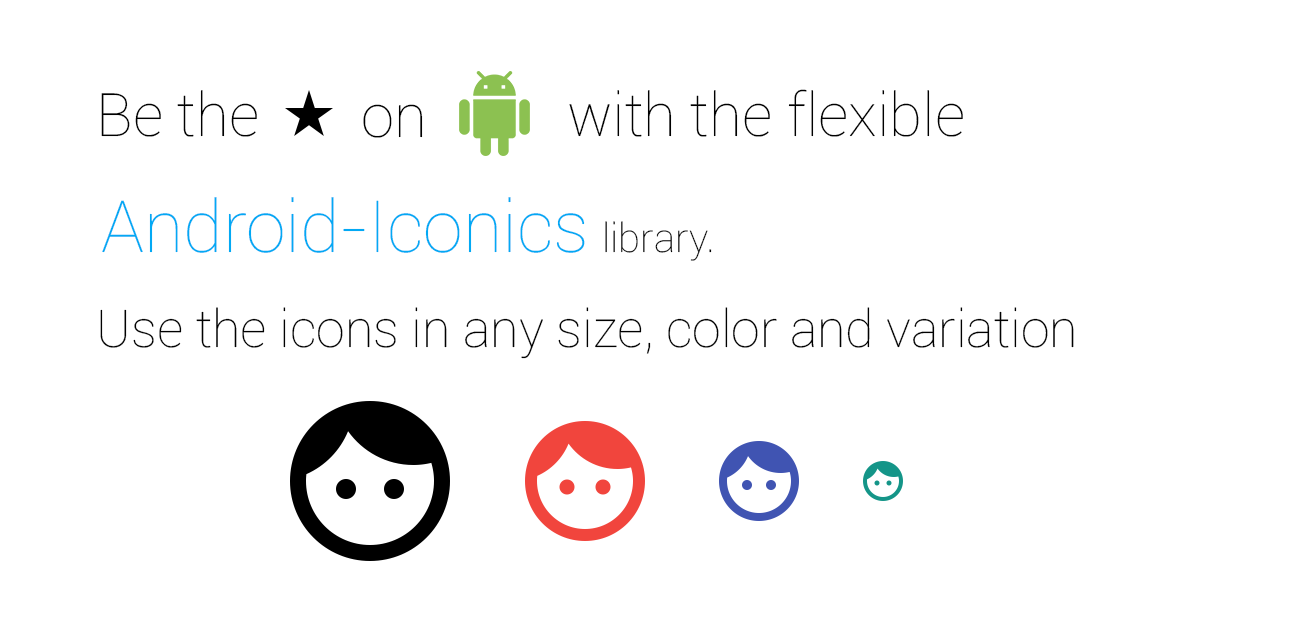 Be the ★ on with the flexible
Android-Iconics library.
Use the icons in any size, color and variation